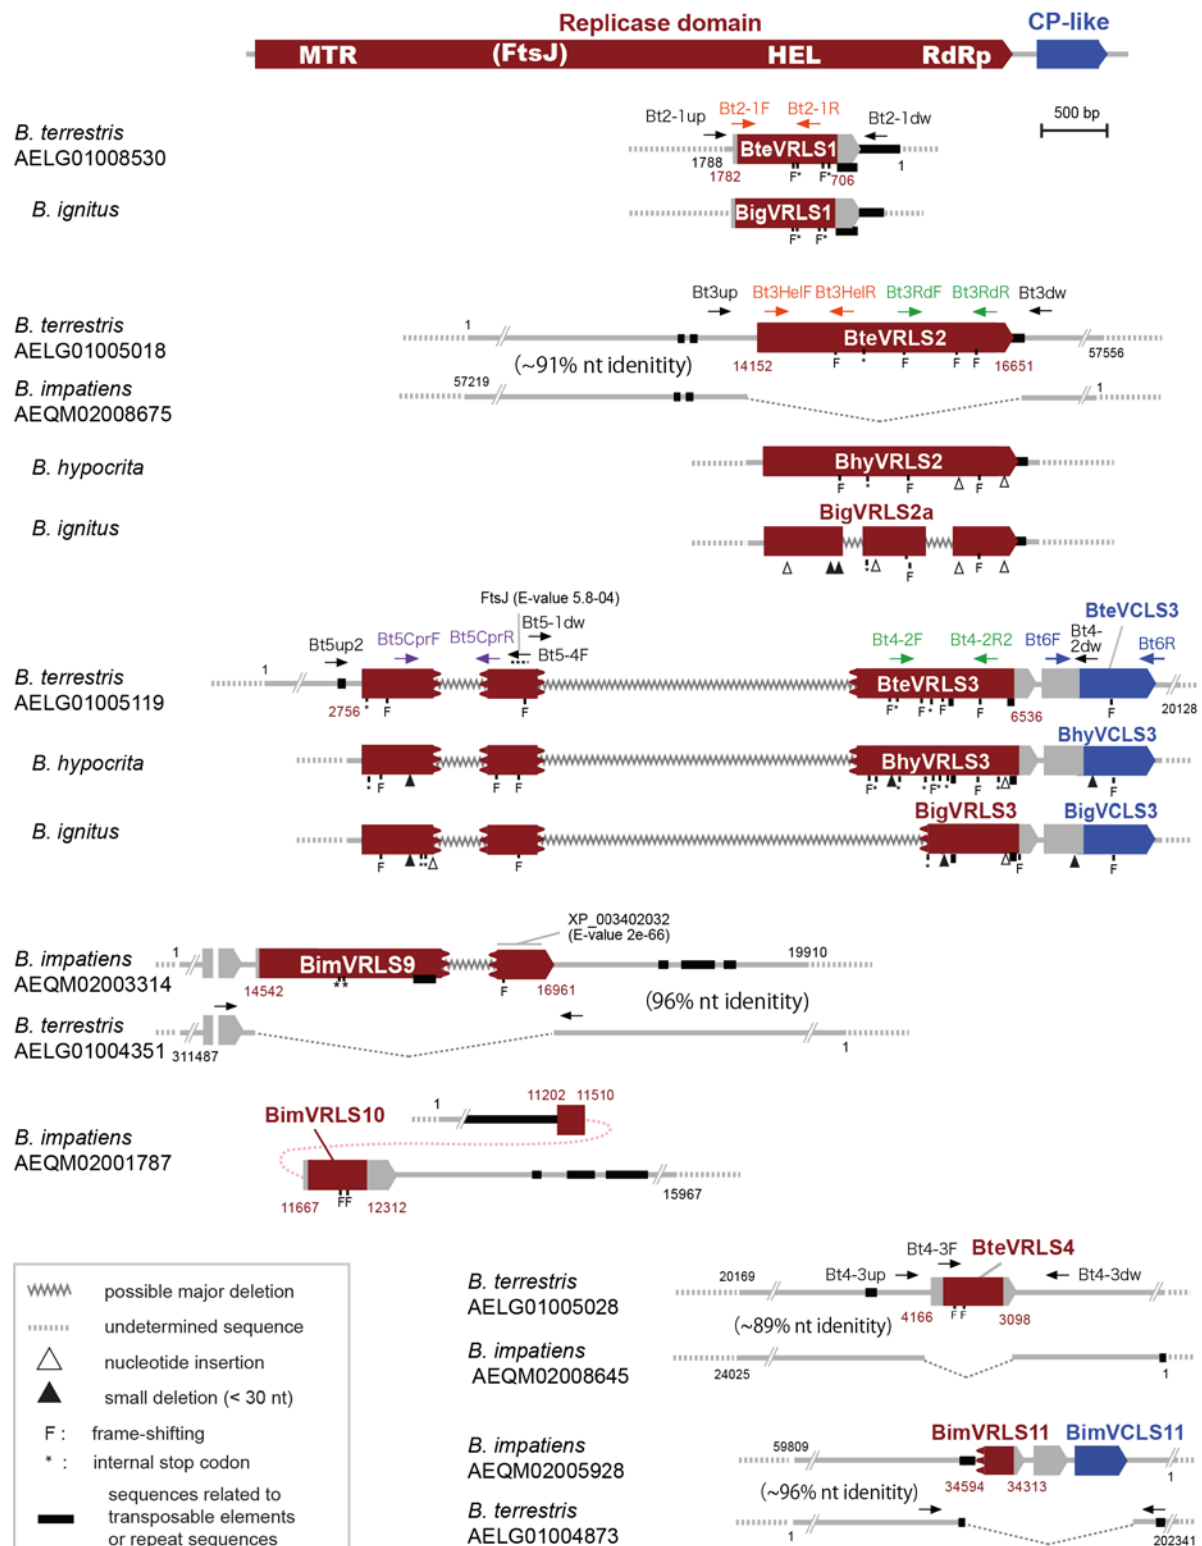 Replicase domain
CP-like
MTR
(FtsJ)
HEL
RdRp
500 bp
B. terrestris
AELG01008530
Bt2-1up
Bt2-1F
Bt2-1R
Bt2-1dw
BteVRLS1
1788
1782
F*
F*
706
1
B. ignitus
BigVRLS1
F*
F*
B. terrestris
AELG01005018
Bt3up
Bt3HelF
Bt3HelR
Bt3RdF
Bt3RdR
Bt3dw
1
BteVRLS2
(~91% nt idenitity)
14152
F
*
F
F
F
16651
57556
B. impatiens
AEQM02008675
57219
1
B. hypocrita
BhyVRLS2
F
*
F
F
B. ignitus
BigVRLS2a
*
F
F
FtsJ (E-value 5.8-04)
Bt5up2
Bt5CprF
Bt5CprR
Bt5-1dw
Bt5-4F
Bt4-2F
Bt4-2R2
Bt6F
Bt4-
2dw
BteVCLS3
Bt6R
B. terrestris
AELG01005119
1
BteVRLS3
2756
*
F
F
F*
F
*
F
F
6536
F
20128
B. hypocrita
BhyVRLS3
BhyVCLS3
*
F
F
F
F*
*
*
F*
*
F
*
F
B. ignitus
BigVRLS3
BigVCLS3
F
**
F
*
F
F
XP_003402032
(E-value 2e-66)
B. impatiens
AEQM02003314
1
BimVRLS9
19910
14542
**
F
16961
(96% nt idenitity)
B. terrestris
AELG01004351
311487
1
B. impatiens
AEQM02001787
BimVRLS10
1
11202
11510
11667
FF
12312
15967
possible major deletion
undetermined sequence
nucleotide insertion
small deletion (< 30 nt)
F : frame-shifting
* : internal stop codon
sequences related to
transposable elements
or repeat sequences
B. terrestris
AELG01005028
20169
Bt4-3up
Bt4-3F
BteVRLS4
Bt4-3dw
4166
F F
3098
(~89% nt idenitity)
B. impatiens
AEQM02008645
24025
1
B. impatiens
AEQM02005928
59809
BimVRLS11
BimVCLS11
34594
34313
1
(~96% nt idenitity)
B. terrestris
AELG01004873
1
202341